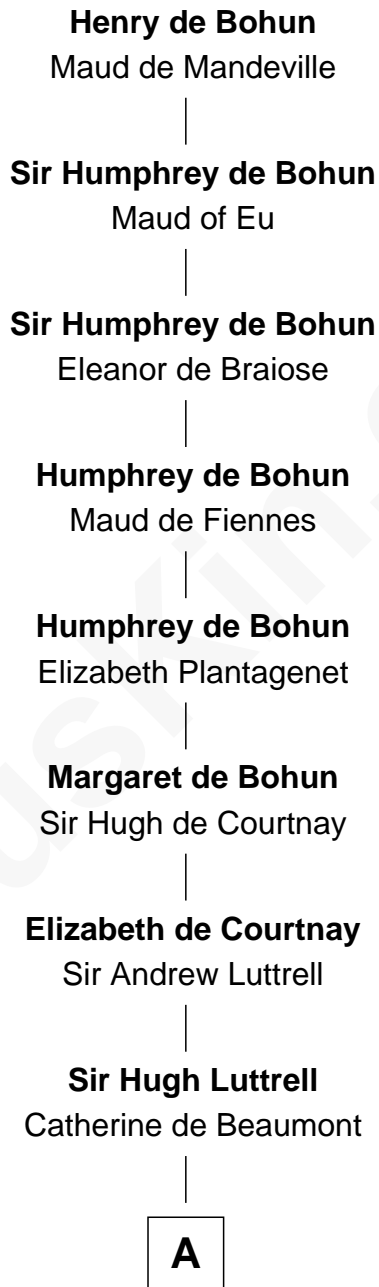 Henry de Bohun
Maud de Mandeville
Sir Humphrey de Bohun
Maud of Eu
Sir Humphrey de Bohun
Eleanor de Braiose
Humphrey de Bohun
Maud de Fiennes
Humphrey de Bohun
Elizabeth Plantagenet
Margaret de Bohun
Sir Hugh de Courtnay
Elizabeth de Courtnay
Sir Andrew Luttrell
Sir Hugh Luttrell
Catherine de Beaumont
A